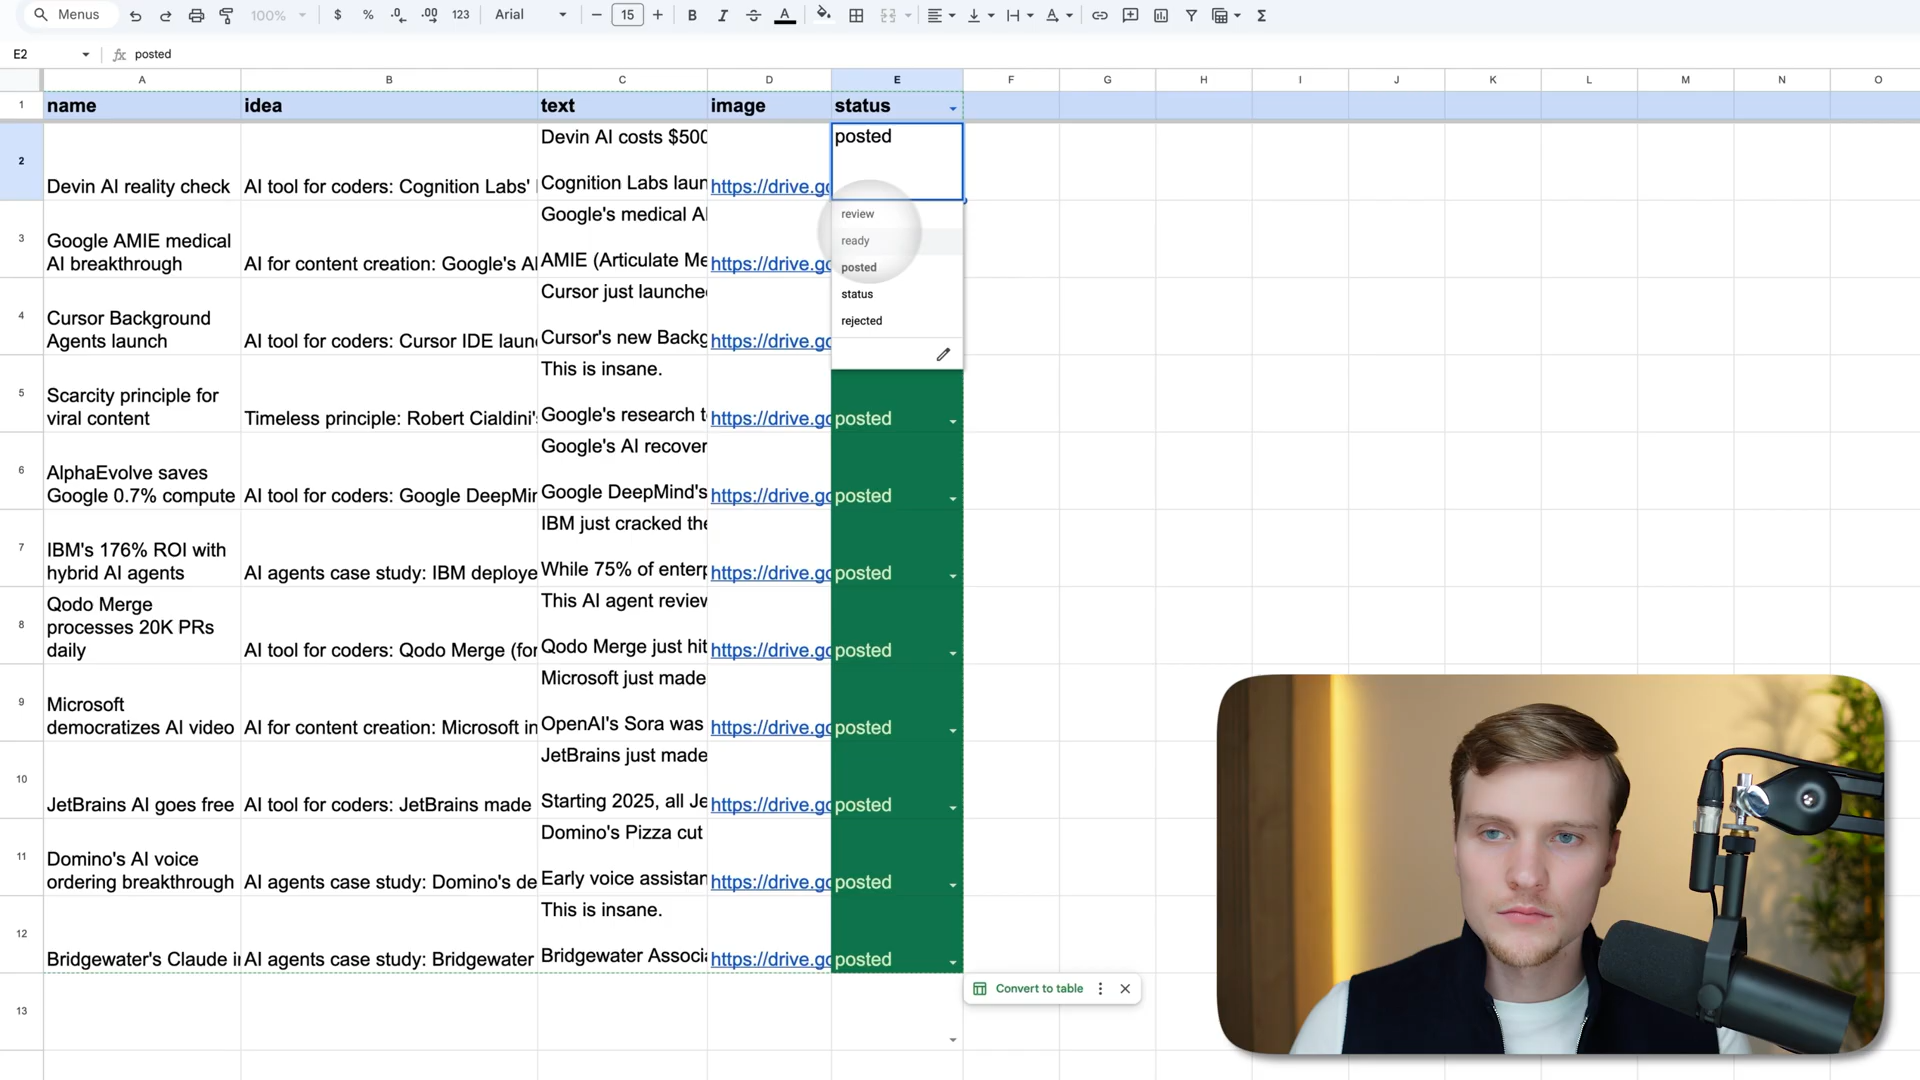 Menus 100% $ % .0 .00 123 Arial 15 B I A
E2 fx posted
A B C D E F G H I J K L M N O
1 name idea text image status
2 Devin AI reality check
AI tool for coders: Cognition Labs'
Devin AI costs $500
Cognition Labs laun
https://drive.go
posted
review
ready
posted
status
rejected
3 Google AMIE medical
AI breakthrough
AI for content creation: Google's AI
Google's medical AI
AMIE (Articulate Me
https://drive.go
4 Cursor Background
Agents launch
AI tool for coders: Cursor IDE laun
Cursor just launche
Cursor's new Backg
https://drive.go
5 Scarcity principle for
viral content
Timeless principle: Robert Cialdini's
This is insane.
Google's research t
https://drive.go
posted
6 AlphaEvolve saves
Google 0.7% compute
AI tool for coders: Google DeepMin
Google's AI recover
Google DeepMind's
https://drive.go
posted
7 IBM's 176% ROI with
hybrid AI agents
AI agents case study: IBM deploye
IBM just cracked the
While 75% of enterp
https://drive.go
posted
8 Qodo Merge
processes 20K PRs
daily
AI tool for coders: Qodo Merge (for
This AI agent review
Qodo Merge just hit
https://drive.go
posted
9 Microsoft
democratizes AI video
AI for content creation: Microsoft in
Microsoft just made
OpenAI's Sora was
https://drive.go
posted
10 JetBrains AI goes free
AI tool for coders: JetBrains made
JetBrains just made
Starting 2025, all Je
https://drive.go
posted
11 Domino's AI voice
ordering breakthrough
AI agents case study: Domino's de
Domino's Pizza cut
Early voice assistan
https://drive.go
posted
12 Bridgewater's Claude i
AI agents case study: Bridgewater
This is insane.
Bridgewater Associa
https://drive.go
posted
Convert to table
13